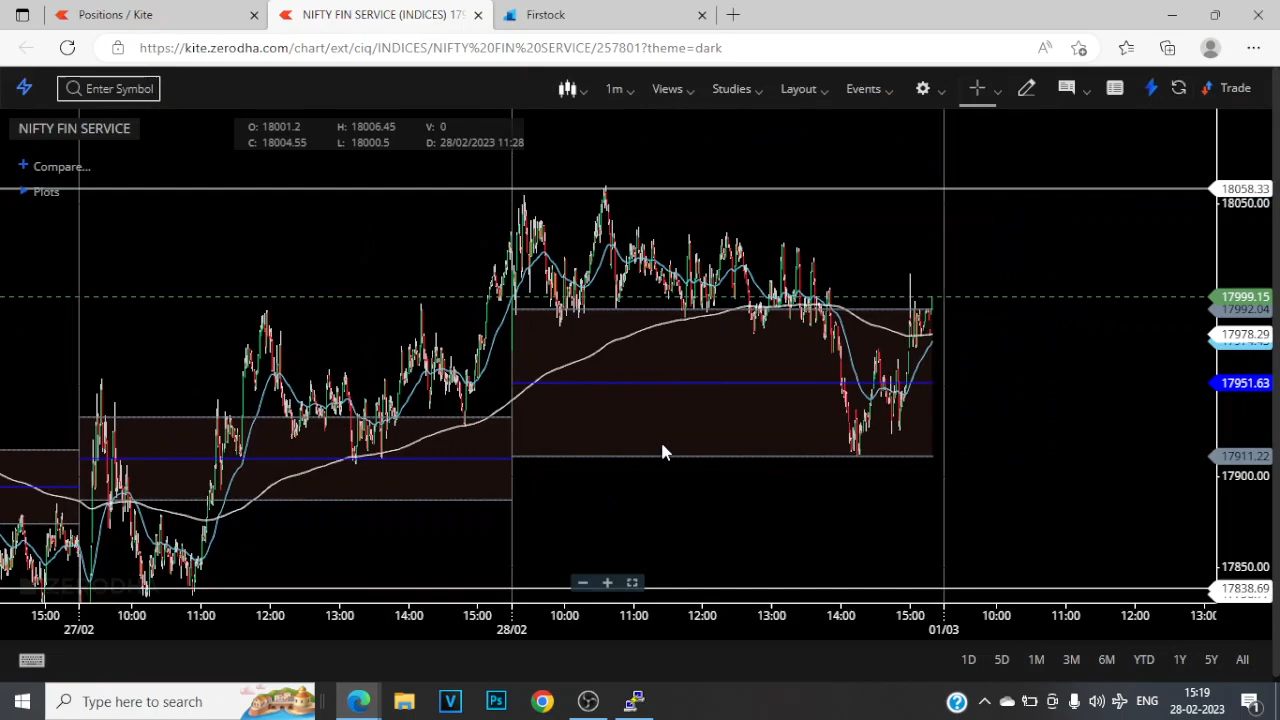 Positions / Kite
NIFTY FIN SERVICE (INDICES) 179
Firstock
https://kite.zerodha.com/chart/ext/ciq/INDICES/NIFTY%20FIN%20SERVICE/257801?theme=dark
Enter Symbol
1m
Views
Studies
Layout
Events
Trade
NIFTY FIN SERVICE
O: 18001.2 H: 18006.45 V: 0
C: 18004.55 L: 18000.5 D: 28/02/2023 11:28
Compare...
Plots
18058.33
18050.00
17999.15
17992.04
17978.29
17951.63
17911.22
17900.00
17850.00
17838.69
ZERODHA
15:00 10:00 11:00 12:00 13:00 14:00 15:00 10:00 11:00 12:00 13:00 14:00 15:00 10:00 11:00 12:00 13:00
27/02 28/02 01/03
1D 5D 1M 3M 6M YTD 1Y 5Y All
Type here to search
ENG
15:19
28-02-2023